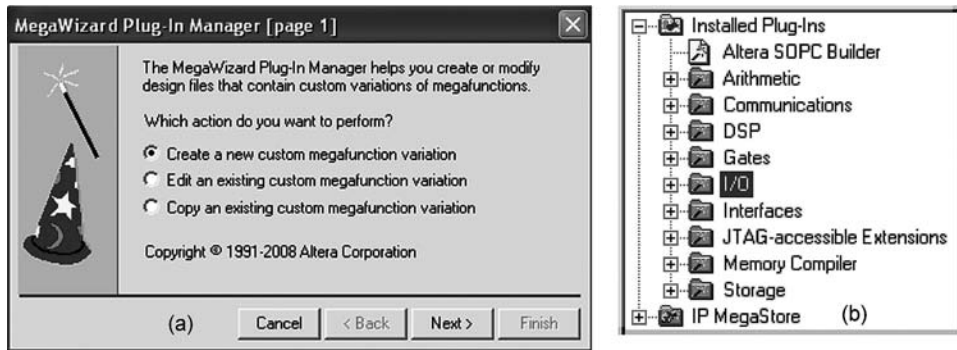 MegaWizard Plug-In Manager [page 1]
The MegaWizard Plug-In Manager helps you create or modify
design files that contain custom variations of megafunctions.
Which action do you want to perform?
Create a new custom megafunction variation
Edit an existing custom megafunction variation
Copy an existing custom megafunction variation
Copyright © 1991-2008 Altera Corporation
(a)
Cancel
< Back
Next >
Finish
Installed Plug-Ins
Altera SOPC Builder
Arithmetic
Communications
DSP
Gates
I/O
Interfaces
JTAG-accessible Extensions
Memory Compiler
Storage
IP MegaStore
(b)